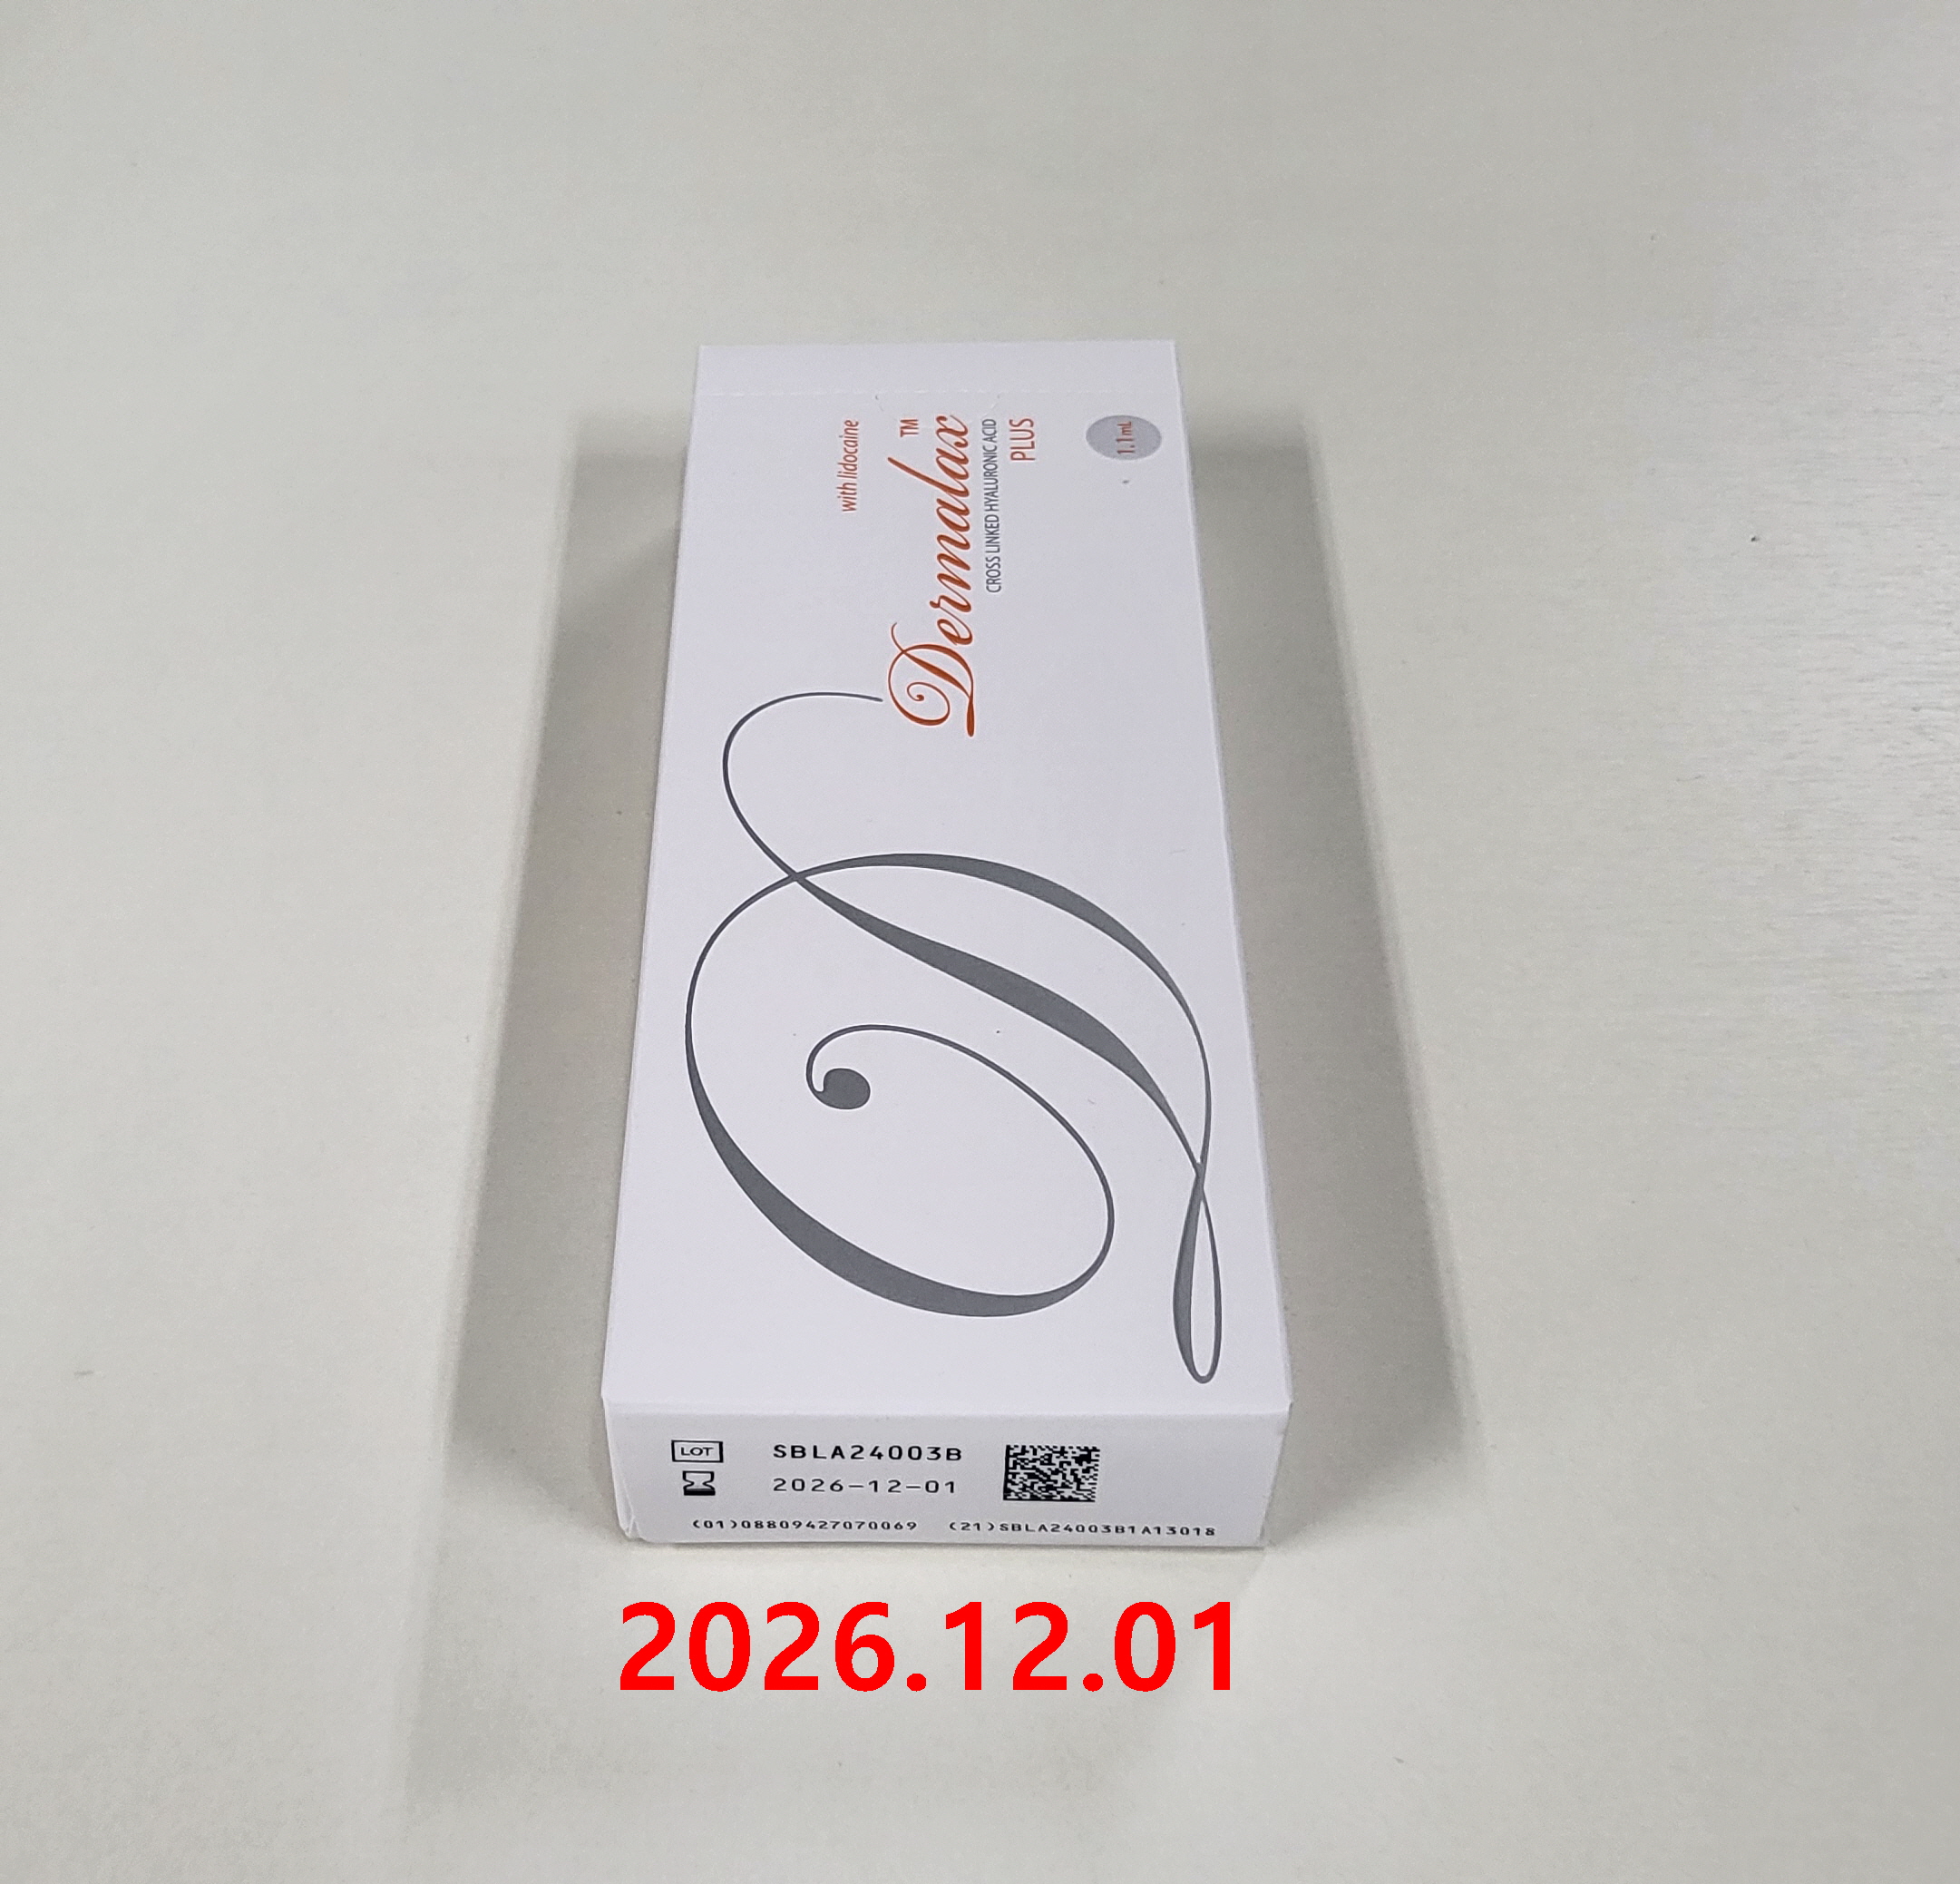 with lidocaine
Dermalax™
CROSS LINKED HYALURONIC ACID
PLUS
1.1mL
LOT SBLA24003B
2026-12-01
(01)08809427070069 (21)SBLA24003B1A13018
2026.12.01